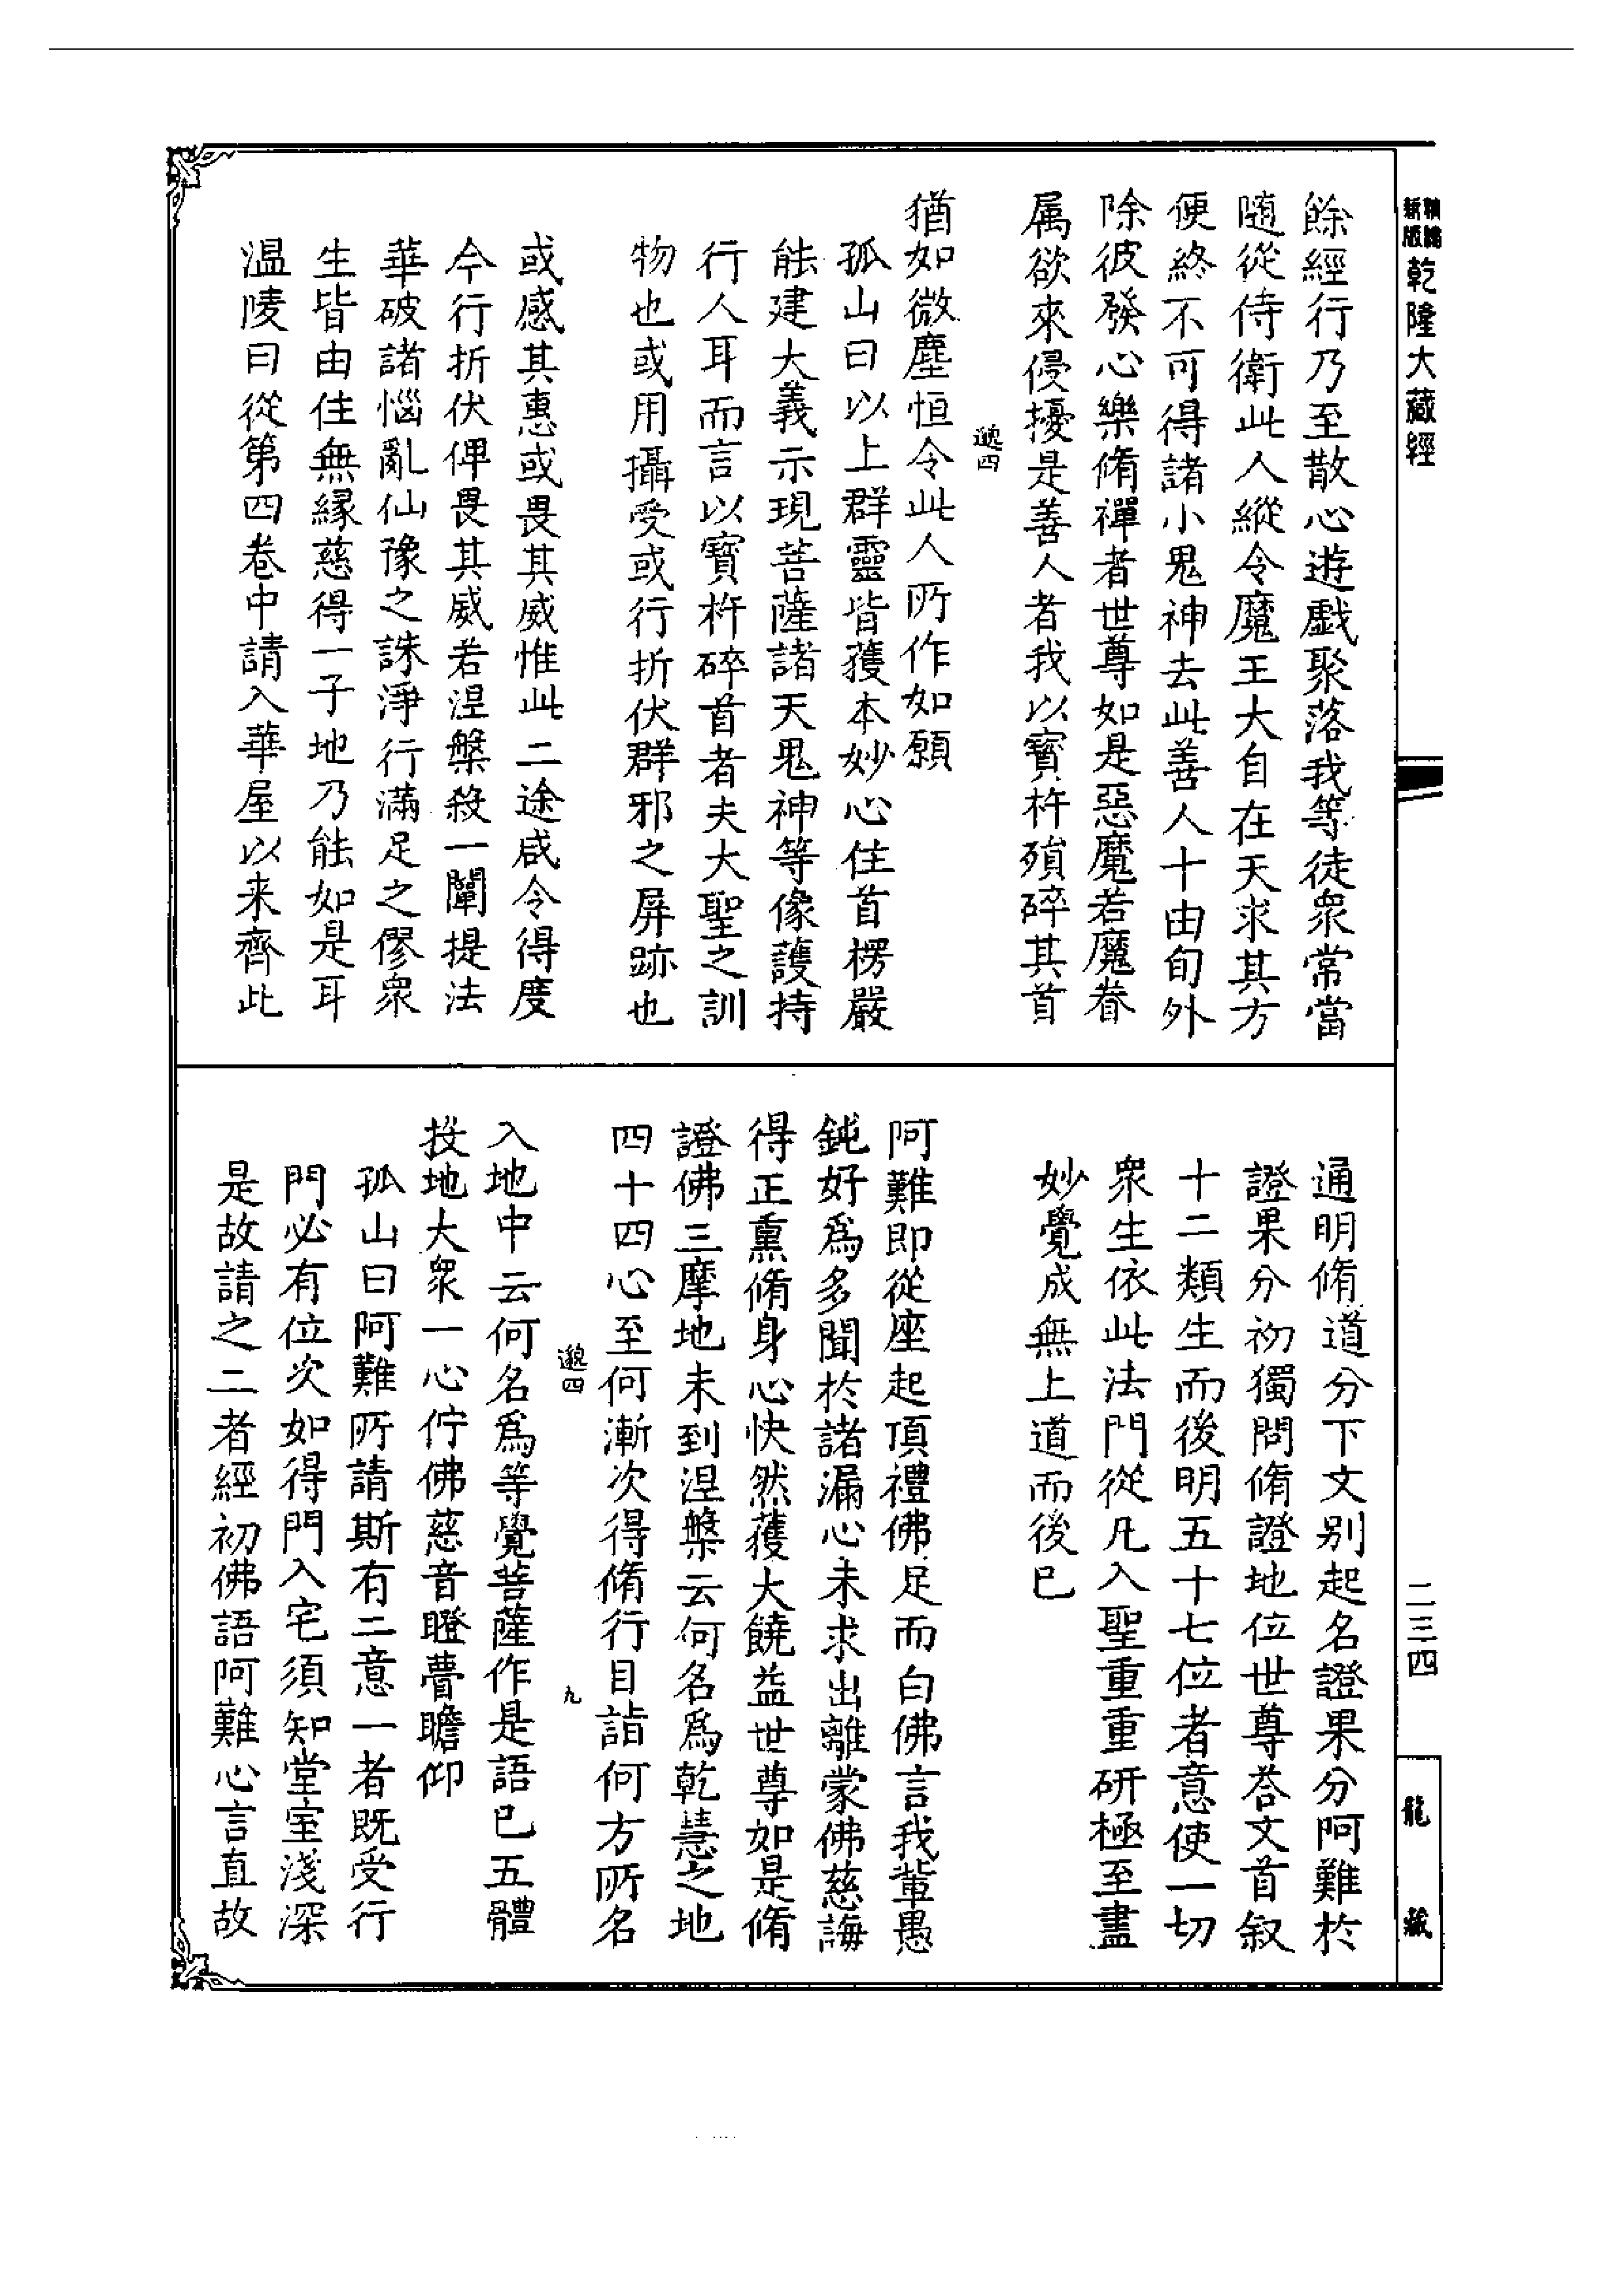 新版精緻
乾隆大藏經
餘經行乃至散心遊戲聚落我等徒衆常當
隨從侍衛此人縱令魔王大自在天求其方
便終不可得諸小鬼神去此善人十由旬外
除彼發心樂脩禪者世尊如是惡魔若魔眷
属欲來侵擾是善人者我以寶杵殞碎其首
邈四
猶如微塵恒令此人所作如願
孤山曰以上群靈皆獲本妙心住首楞嚴
能建大義示現菩薩諸天鬼神等像護持
行人耳而言以寶杵碎首者夫大聖之訓
物也或用攝受或行折伏群邪之屏跡也
或感其惠或畏其威惟此二途咸令得度
今行折伏俾畏其威若涅槃殺一闡提法
華破諸惱亂仙豫之誅淨行滿足之僇衆
生皆由住無緣慈得一子地乃能如是耳
溫陵曰從第四卷中請入華屋以来齊此
通明脩道分下文别起名證果分阿難於
證果分初獨問脩證地位世尊荅文首叙
十二類生而後明五十七位者意使一切
衆生依此法門從凡入聖重重研極至盡
妙覺成無上道而後已
阿難即從座起頂禮佛足而白佛言我輩愚
鈍好爲多聞於諸漏心未求出離蒙佛慈誨
得正熏脩身心快然獲大饒益世尊如是脩
證佛三摩地未到涅槃云何名爲乾慧之地
四十四心至何漸次得脩行目詣何方所名
邈四
九
入地中云何名爲等覺菩薩作是語已五體
投地大衆一心佇佛慈音瞪瞢瞻仰
孤山曰阿難所請斯有二意一者既受行
門必有位次如得門入宅須知堂室淺深
是故請之二者經初佛語阿難心言直故
二三四
龍藏